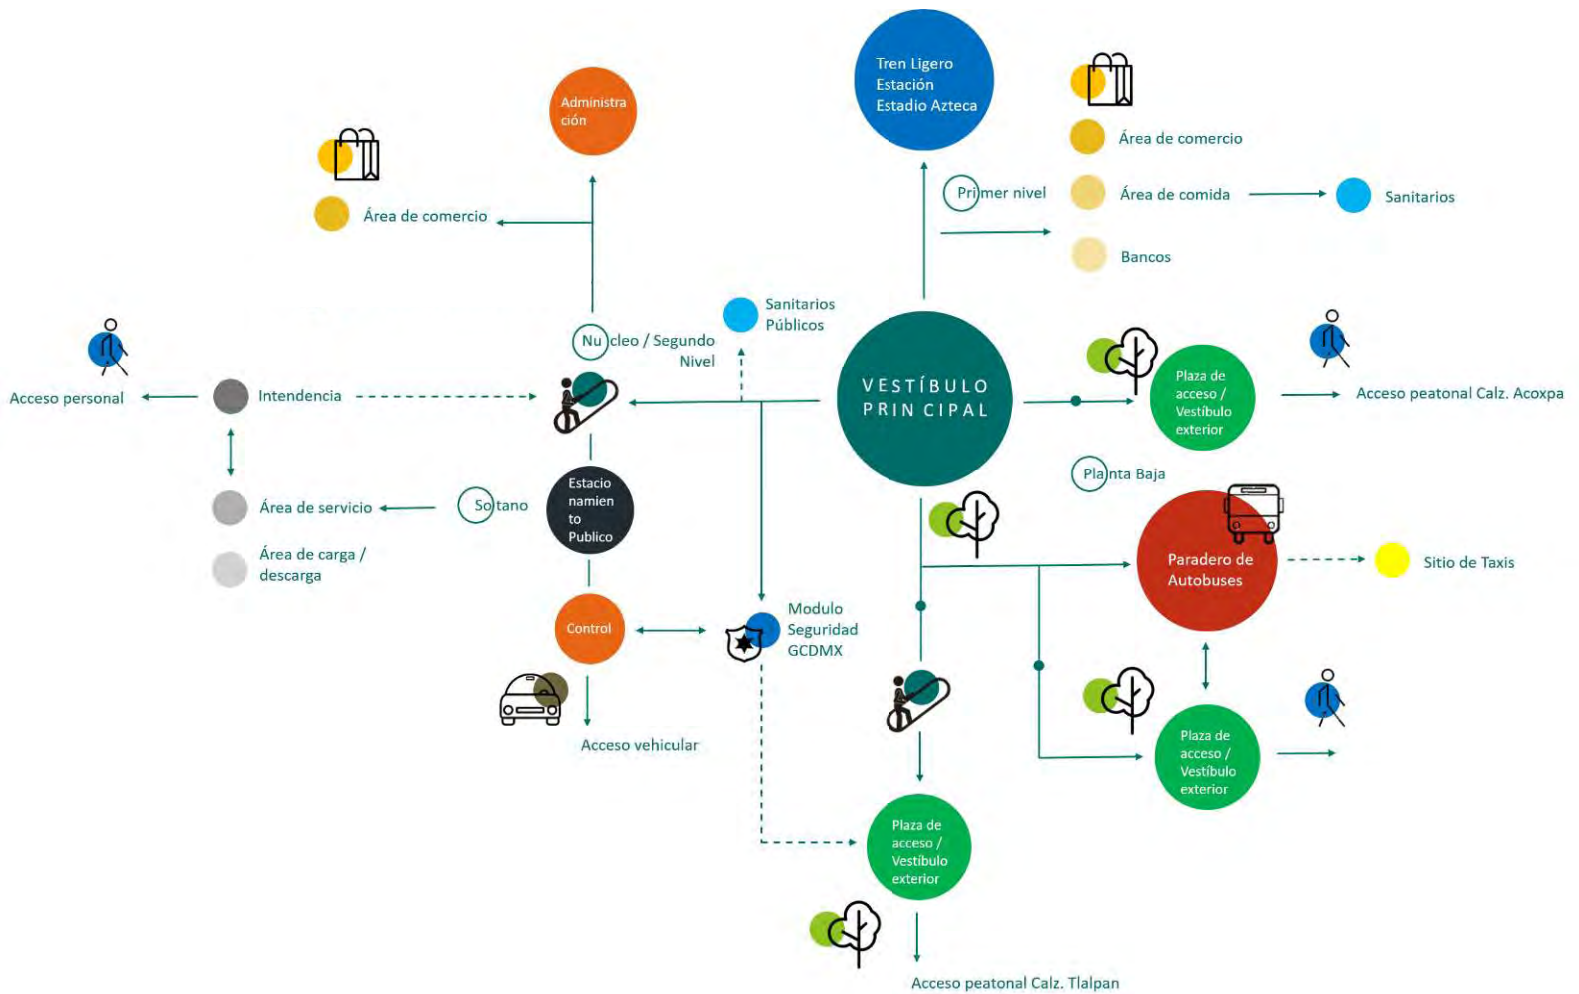 Tren Ligero
Estación
Estadio Azteca
Administra
ción
Área de comercio
Primer nivel
Área de comida
Sanitarios
Bancos
Área de comercio
Sanitarios
Públicos
Nucleo / Segundo
Nivel
VESTÍBULO
PRINCIPAL
Plaza de
acceso /
Vestíbulo
exterior
Acceso peatonal Calz. Acoxpa
Acceso personal
Intendencia
Planta Baja
Área de servicio
Sotano
Estacio
namien
to
Publico
Área de carga /
descarga
Paradero de
Autobuses
Sitio de Taxis
Control
Modulo
Seguridad
GCDMX
Acceso vehicular
Plaza de
acceso /
Vestíbulo
exterior
Plaza de
acceso /
Vestíbulo
exterior
Acceso peatonal Calz. Tlalpan